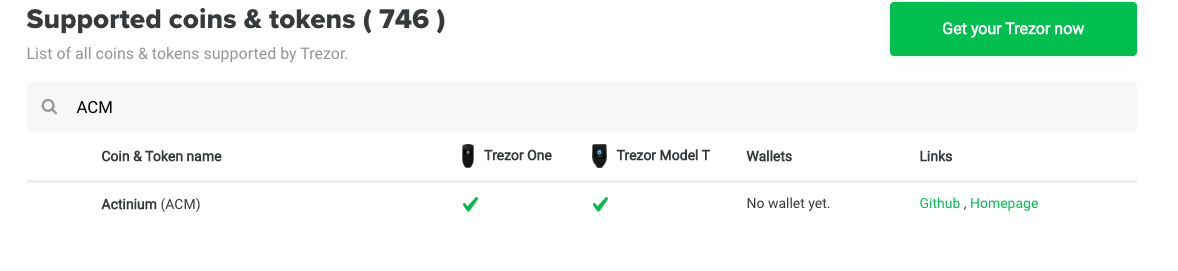 Supported coins & tokens ( 746 )
Get your Trezor now
List of all coins & tokens supported by Trezor.
ACM
Coin & Token name Trezor One Trezor Model T Wallets Links
Actinium (ACM) No wallet yet. Github , Homepage